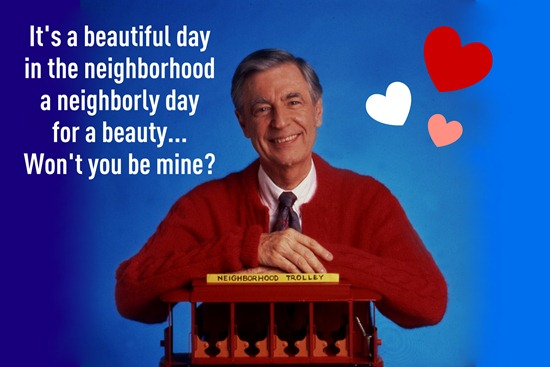 It's a beautiful day
in the neighborhood
a neighborly day
for a beauty...
Won't you be mine?
NEIGHBORHOOD TROLLEY